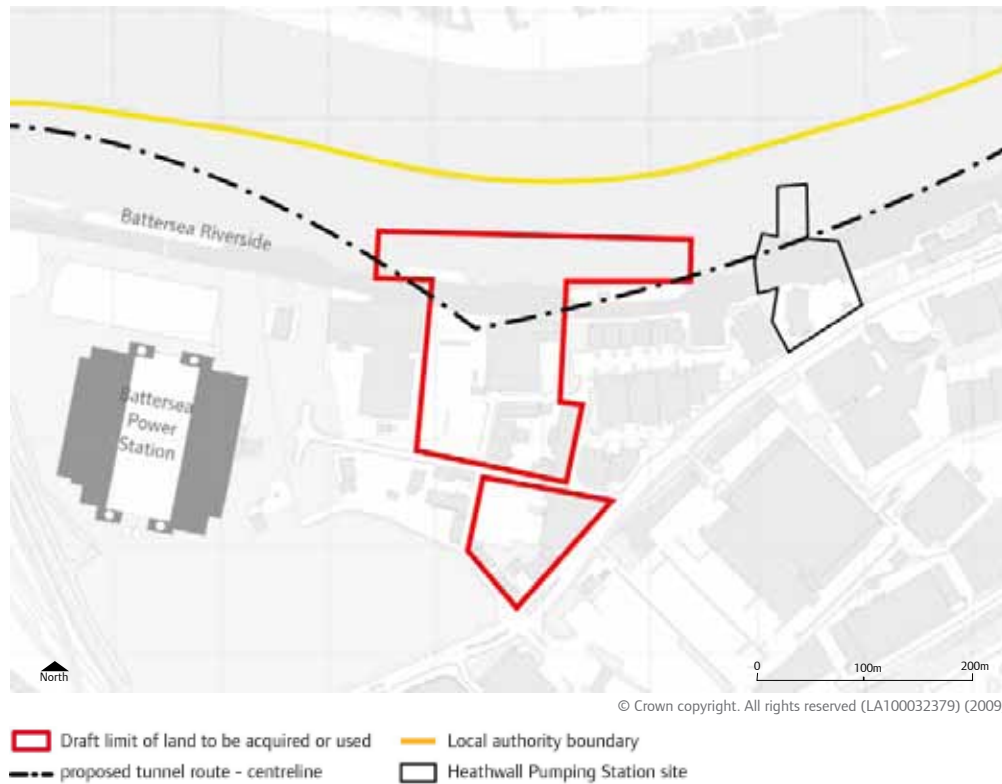 Battersea Riverside
Battersea
Power
Station
North
0 100m 200m
© Crown copyright. All rights reserved (LA100032379) (2009
Draft limit of land to be acquired or used
Local authority boundary
proposed tunnel route - centreline
Heathwall Pumping Station site